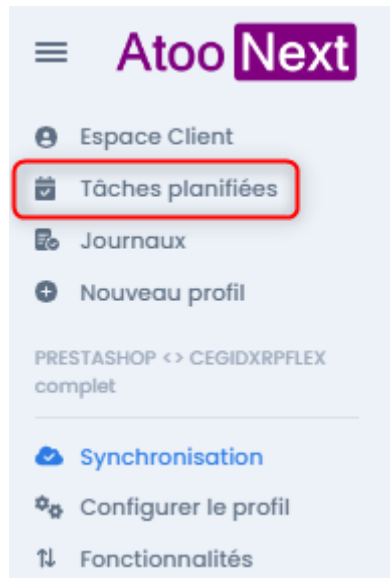 Atoo Next
Espace Client
Tâches planifiées
Journaux
Nouveau profil
PRESTASHOP <> CEGIDXRPFLEX
complet
Synchronisation
Configurer le profil
Fonctionnalités